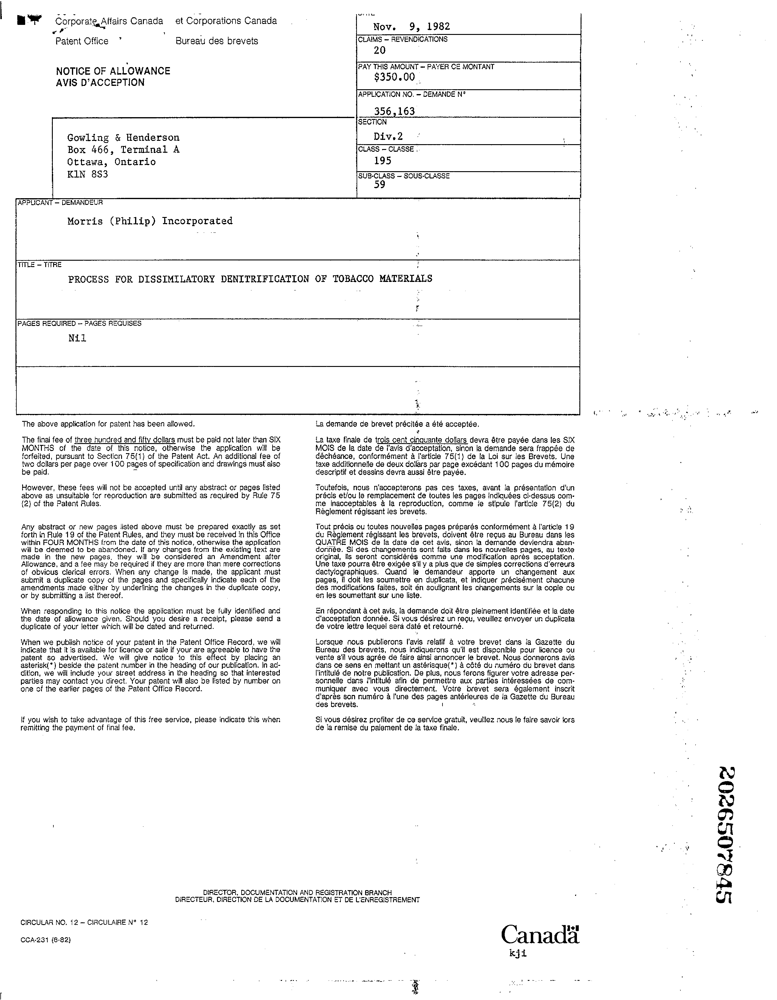 Corporate Affairs Canada et Corporations Canada
Patent Office Bureau des brevets
NOTICE OF ALLOWANCE
AVIS D'ACCEPTION
Nov. 9, 1982
CLAIMS – REVENDICATIONS
20
PAY THIS AMOUNT – PAYER CE MONTANT
$350.00
APPLICATION NO. – DEMANDE N°
356,163
SECTION
Div.2
CLASS – CLASSE
195
SUB-CLASS – SOUS-CLASSE
59
Gowling & Henderson
Box 466, Terminal A
Ottawa, Ontario
K1N 8S3
APPLICANT – DEMANDEUR
Morris (Philip) Incorporated
TITLE – TITRE
PROCESS FOR DISSIMILATORY DENITRIFICATION OF TOBACCO MATERIALS
PAGES REQUIRED – PAGES REQUISES
Nil
The above application for patent has been allowed.
The final fee of three hundred and fifty dollars must be paid not later than SIX
MONTHS of the date of this notice, otherwise the application will be
forfeited, pursuant to Section 75(1) of the Patent Act. An additional fee of
two dollars per page over 100 pages of specification and drawings must also
be paid.
However, these fees will not be accepted until any abstract or pages listed
above as unsuitable for reproduction are submitted as required by Rule 75
(2) of the Patent Rules.
Any abstract or new pages listed above must be prepared exactly as set
forth in Rule 19 of the Patent Rules, and they must be received in this Office
within FOUR MONTHS from the date of this notice, otherwise the application
will be deemed to be abandoned. If any changes from the existing text are
made in the new pages, they will be considered an Amendment after
Allowance, and a fee may be required if they are more than mere corrections
of obvious clerical errors. When any change is made, the applicant must
submit a duplicate copy of the pages and specifically indicate each of the
amendments made either by underlining the changes in the duplicate copy,
or by submitting a list thereof.
When responding to this notice the application must be fully identified and
the date of allowance given. Should you desire a receipt, please send a
duplicate of your letter which will be dated and returned.
When we publish notice of your patent in the Patent Office Record, we will
indicate that it is available for licence or sale if your are agreeable to have the
patent so advertised. We will give notice to this effect by placing an
asterisk(*) beside the patent number in the heading of our publication. In ad-
dition, we will include your street address in the heading so that interested
parties may contact you direct. Your patent will also be listed by number on
one of the earlier pages of the Patent Office Record.
If you wish to take advantage of this free service, please indicate this when
remitting the payment of final fee.
La demande de brevet précitée a été acceptée.
La taxe finale de trois cent cinquante dollars devra être payée dans les SIX
MOIS de la date de l'avis d'acceptation, sinon la demande sera frappée de
déchéance, conformément à l'article 75(1) de la Loi sur les Brevets. Une
taxe additionnelle de deux dollars par page excédant 100 pages du mémoire
descriptif et dessins devra aussi être payée.
Toutefois, nous n'accepterons pas ces taxes, avant la présentation d'un
précis et/ou le remplacement de toutes les pages indiquées ci-dessus com-
me inacceptables à la reproduction, comme le stipule l'article 75(2) du
Règlement régissant les brevets.
Tout précis ou toutes nouvelles pages préparés conformément à l'article 19
du Règlement régissant les brevets, doivent être reçus au Bureau dans les
QUATRE MOIS de la date de cet avis, sinon la demande deviendra aban-
donnée. Si des changements sont faits dans les nouvelles pages, au texte
original, ils seront considérés comme une modification après acceptation.
Une taxe pourra être exigée s'il y a plus que de simples corrections d'erreurs
dactylographiques. Quand le demandeur apporte un changement aux
pages, il doit les soumettre en duplicata, et indiquer précisément chacune
des modifications faites, soit en soulignant les changements sur la copie ou
en les soumettant sur une liste.
En répondant à cet avis, la demande doit être pleinement identifiée et la date
d'acceptation donnée. Si vous désirez un reçu, veuillez envoyer un duplicata
de votre lettre lequel sera daté et retourné.
Lorsque nous publierons l'avis relatif à votre brevet dans la Gazette du
Bureau des brevets, nous indiquerons qu'il est disponible pour licence ou
vente s'il vous agrée de faire ainsi annoncer le brevet. Nous donnerons avis
dans ce sens en mettant un astérisque(*) à côté du numéro du brevet dans
l'intitulé de notre publication. De plus, nous ferons figurer votre adresse per-
sonnelle dans l'intitulé afin de permettre aux parties intéressées de com-
muniquer avec vous directement. Votre brevet sera également inscrit
d'après son numéro à l'une des pages antérieures de la Gazette du Bureau
des brevets.
Si vous désirez profiter de ce service gratuit, veuillez nous le faire savoir lors
de la remise du paiement de la taxe finale.
2026507845
DIRECTOR, DOCUMENTATION AND REGISTRATION BRANCH
DIRECTEUR, DIRECTION DE LA DOCUMENTATION ET DE L'ENREGISTREMENT
CIRCULAR NO. 12 – CIRCULAIRE N° 12
CCA-231 (6-82)
Canada
kji